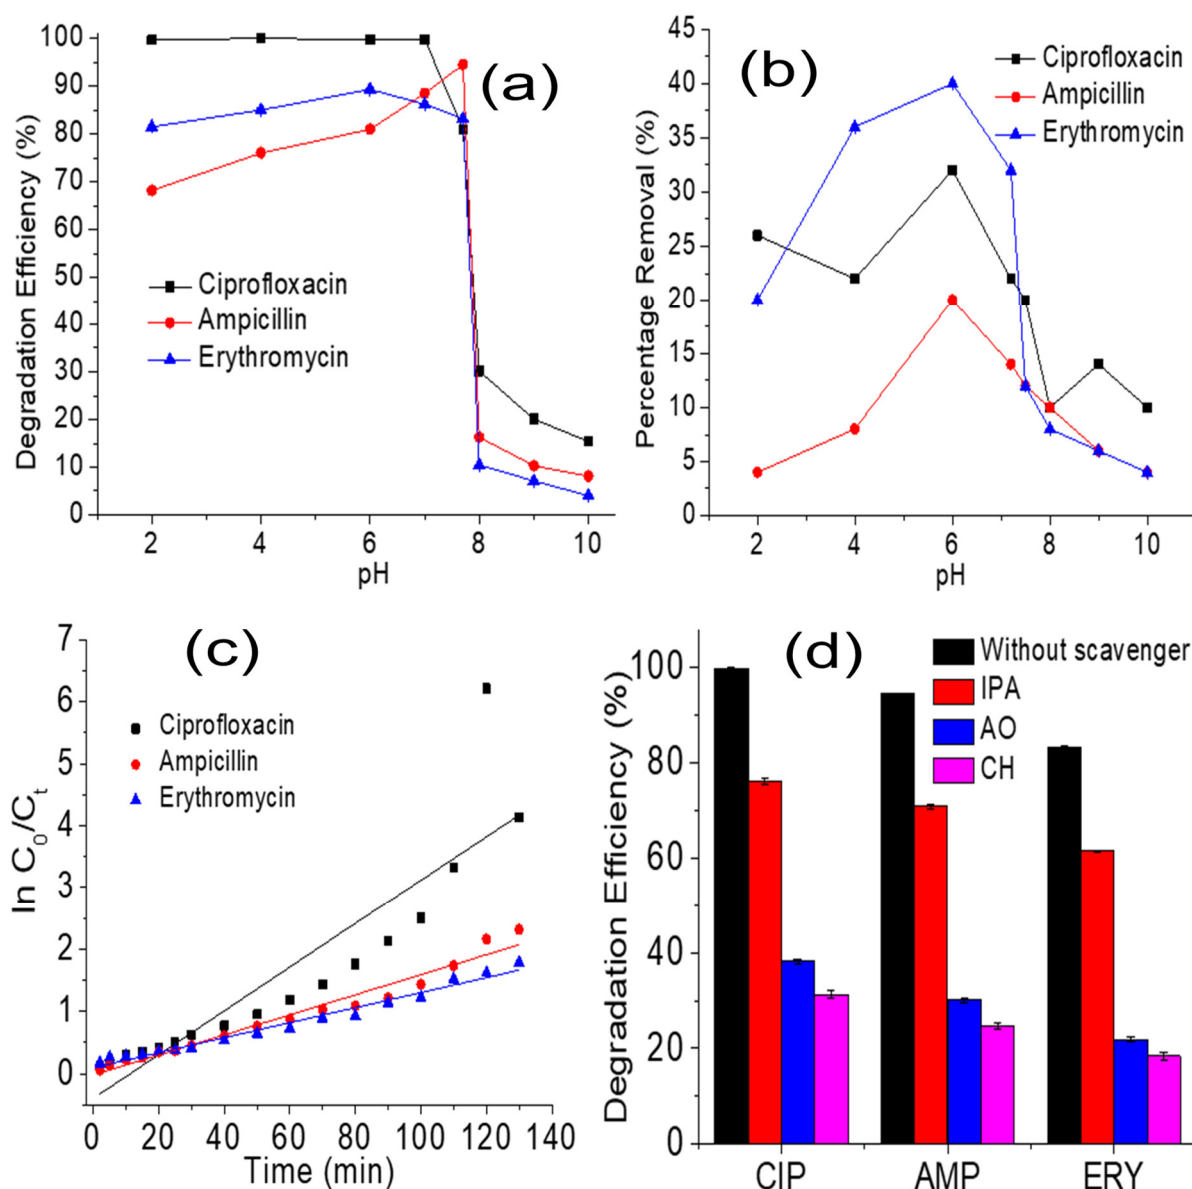 (a)
100
90
80
70
60
50
40
30
20
10
0
Degradation Efficiency (%)
Ciprofloxacin
Ampicillin
Erythromycin
2 4 6 8 10
pH
(b)
45
40
35
30
25
20
15
10
5
0
Percentage Removal (%)
Ciprofloxacin
Ampicillin
Erythromycin
2 4 6 8 10
pH
(c)
7
6
5
4
3
2
1
0
ln C₀/Cₜ
Ciprofloxacin
Ampicillin
Erythromycin
0 20 40 60 80 100 120 140
Time (min)
(d)
100
80
60
40
20
0
Degradation Efficiency (%)
Without scavenger
IPA
AO
CH
CIP AMP ERY